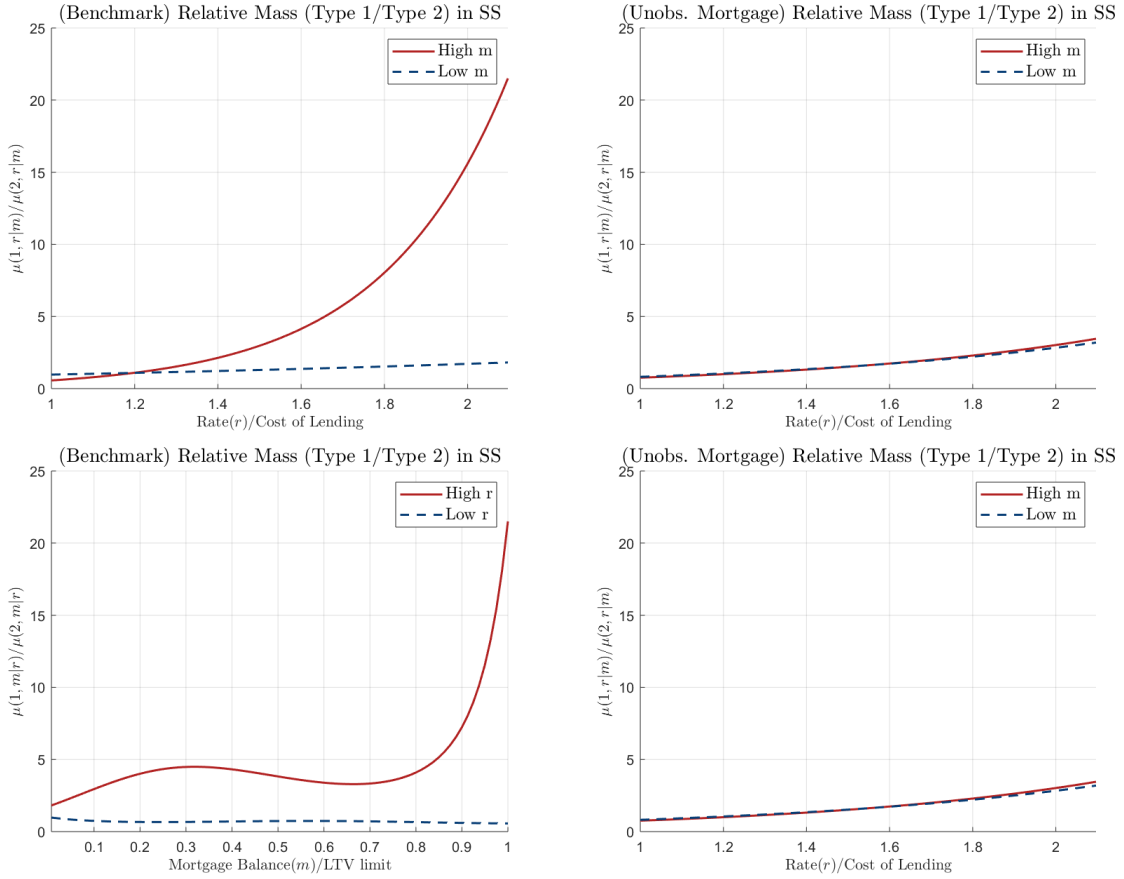 (Benchmark) Relative Mass (Type 1/Type 2) in SS
25
20
15
10
5
0
μ(1, r|m)/μ(2, r|m)
High m
Low m
1 1.2 1.4 1.6 1.8 2
Rate(r)/Cost of Lending
(Unobs. Mortgage) Relative Mass (Type 1/Type 2) in SS
25
20
15
10
5
0
μ(1, r|m)/μ(2, r|m)
High m
Low m
1 1.2 1.4 1.6 1.8 2
Rate(r)/Cost of Lending
(Benchmark) Relative Mass (Type 1/Type 2) in SS
25
20
15
10
5
0
μ(1, m|r)/μ(2, m|r)
High r
Low r
0.1 0.2 0.3 0.4 0.5 0.6 0.7 0.8 0.9 1
Mortgage Balance(m)/LTV limit
(Unobs. Mortgage) Relative Mass (Type 1/Type 2) in SS
25
20
15
10
5
0
μ(1, r|m)/μ(2, r|m)
High m
Low m
1 1.2 1.4 1.6 1.8 2
Rate(r)/Cost of Lending